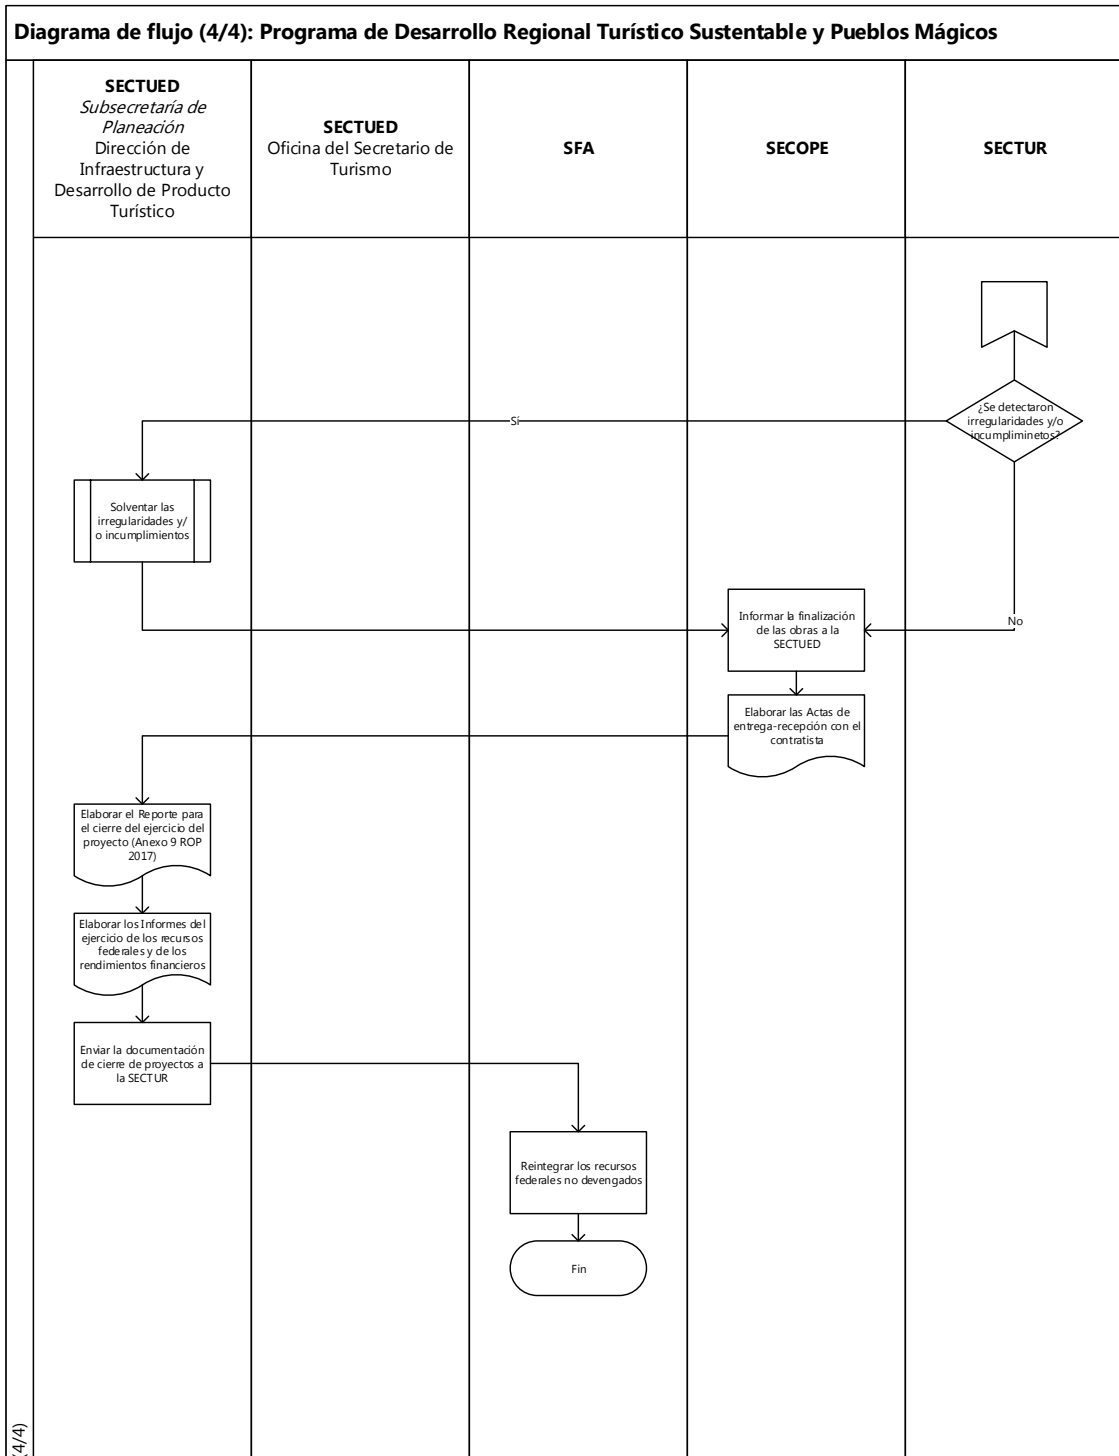 Diagrama de flujo (4/4): Programa de Desarrollo Regional Turístico Sustentable y Pueblos Mágicos
SECTUED
Subsecretaría de
Planeación
Dirección de
Infraestructura y
Desarrollo de Producto
Turístico
SECTUED
Oficina del Secretario de
Turismo
SFA
SECOPE
SECTUR
¿Se detectaron
irregularidades y/o
incumpliminetos?
Sí
Solventar las
irregularidades y/
o incumplimientos
Informar la finalización
de las obras a la
SECTUED
No
Elaborar las Actas de
entrega-recepción con el
contratista
Elaborar el Reporte para
el cierre del ejercicio del
proyecto (Anexo 9 ROP
2017)
Elaborar los Informes del
ejercicio de los recursos
federales y de los
rendimientos financieros
Enviar la documentación
de cierre de proyectos a
la SECTUR
Reintegrar los recursos
federales no devengados
Fin
(4/4)